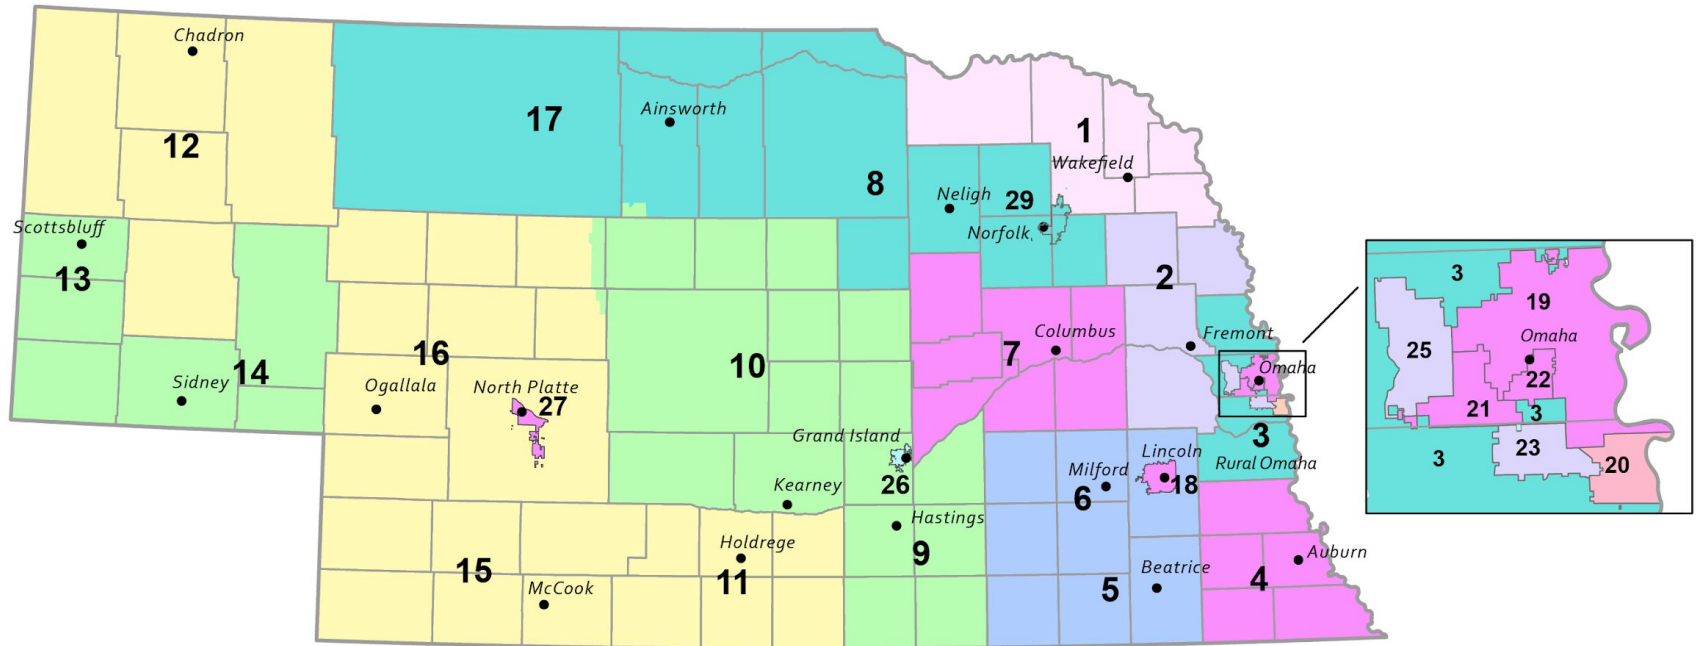 Chadron
17
Ainsworth
12
1
Wakefield
8
Neligh
29
Norfolk
Scottsbluff
13
2
3
19
Omaha
25
22
21
3
23
3
20
16
14
Sidney
Ogallala
North Platte
27
10
7
Columbus
Fremont
Omaha
3
Rural Omaha
Grand Island
26
Kearney
Milford
6
Lincoln
18
Hastings
9
Holdrege
11
15
McCook
Beatrice
5
4
Auburn